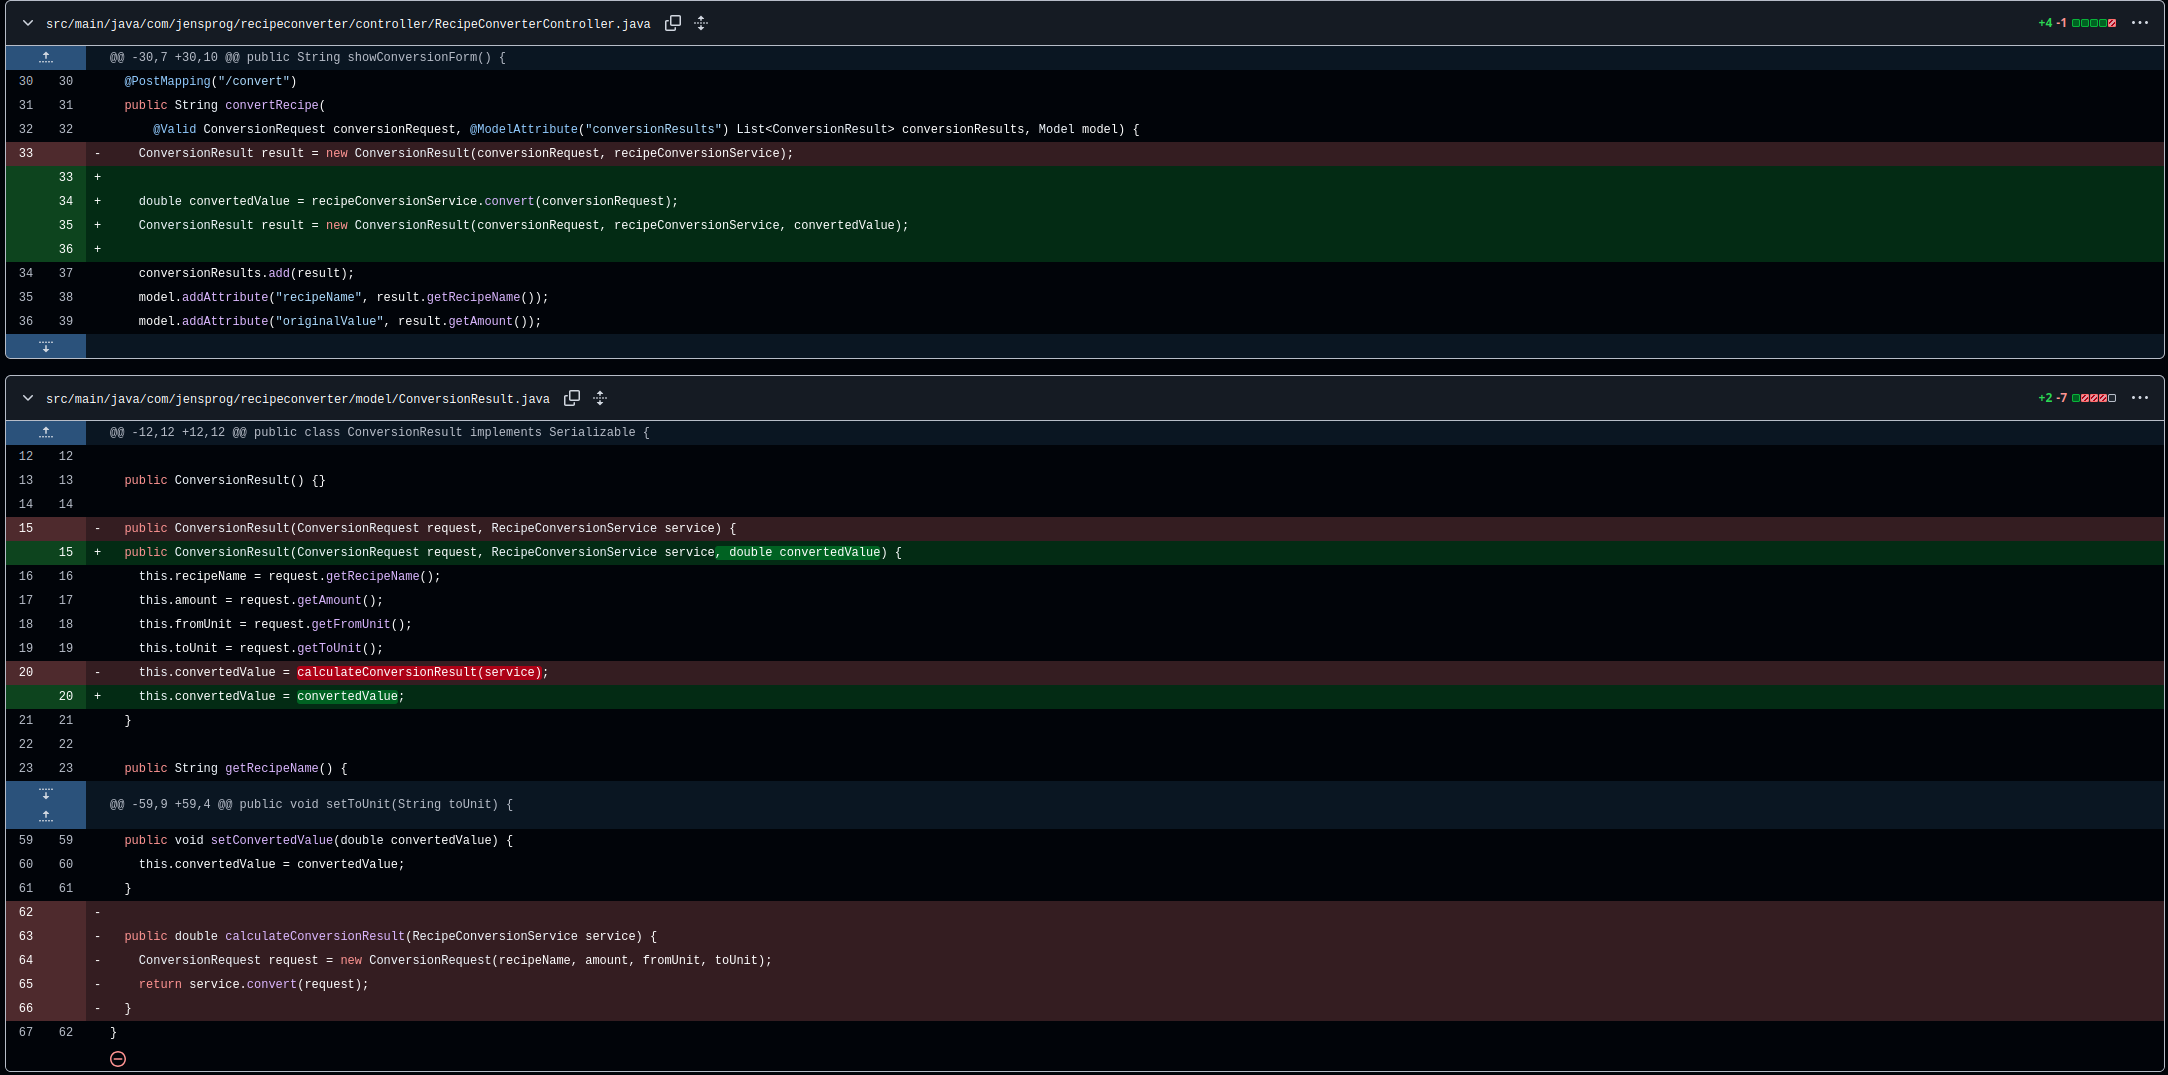 src/main/java/com/jensprog/recipeconverter/controller/RecipeConverterController.java +4 -1
@@ -30,7 +30,10 @@ public String showConversionForm() {
30 30 @PostMapping("/convert")
31 31 public String convertRecipe(
32 32 @Valid ConversionRequest conversionRequest, @ModelAttribute("conversionResults") List<ConversionResult> conversionResults, Model model) {
33 - ConversionResult result = new ConversionResult(conversionRequest, recipeConversionService);
33 +
34 + double convertedValue = recipeConversionService.convert(conversionRequest);
35 + ConversionResult result = new ConversionResult(conversionRequest, recipeConversionService, convertedValue);
36 +
34 37 conversionResults.add(result);
35 38 model.addAttribute("recipeName", result.getRecipeName());
36 39 model.addAttribute("originalValue", result.getAmount());
src/main/java/com/jensprog/recipeconverter/model/ConversionResult.java +2 -7
@@ -12,12 +12,12 @@ public class ConversionResult implements Serializable {
12 12
13 13 public ConversionResult() {}
14 14
15 - public ConversionResult(ConversionRequest request, RecipeConversionService service) {
15 + public ConversionResult(ConversionRequest request, RecipeConversionService service, double convertedValue) {
16 16 this.recipeName = request.getRecipeName();
17 17 this.amount = request.getAmount();
18 18 this.fromUnit = request.getFromUnit();
19 19 this.toUnit = request.getToUnit();
20 - this.convertedValue = calculateConversionResult(service);
20 + this.convertedValue = convertedValue;
21 21 }
22 22
23 23 public String getRecipeName() {
@@ -59,9 +59,4 @@ public void setToUnit(String toUnit) {
59 59 public void setConvertedValue(double convertedValue) {
60 60 this.convertedValue = convertedValue;
61 61 }
62 -
63 - public double calculateConversionResult(RecipeConversionService service) {
64 - ConversionRequest request = new ConversionRequest(recipeName, amount, fromUnit, toUnit);
65 - return service.convert(request);
66 - }
67 62 }